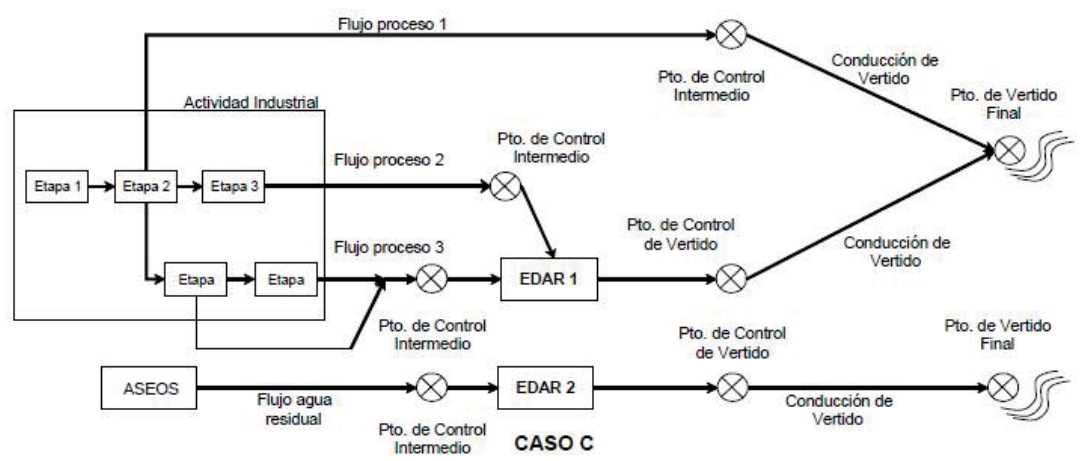 Flujo proceso 1
Pto. de Control
Intermedio
Conducción de
Vertido
Pto. de Vertido
Final
Actividad Industrial
Etapa 1
Etapa 2
Etapa 3
Flujo proceso 2
Pto. de Control
Intermedio
Flujo proceso 3
Etapa
Etapa
Pto. de Control
Intermedio
EDAR 1
Pto. de Control
de Vertido
Conducción de
Vertido
ASEOS
Flujo agua
residual
Pto. de Control
Intermedio
EDAR 2
Pto. de Control
de Vertido
Conducción de
Vertido
Pto. de Vertido
Final
CASO C